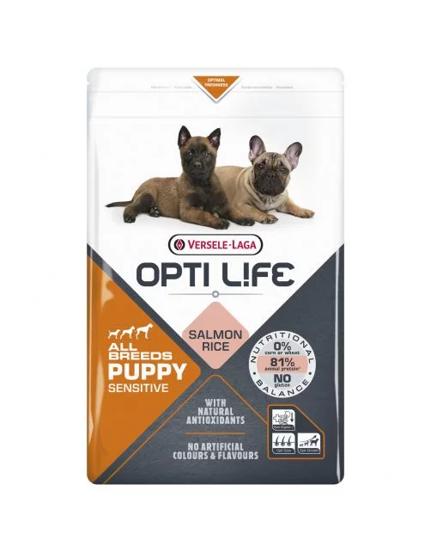 OPTIMAL
FRESHNESS
VERSELE-LAGA
OPTI L!FE
SALMON
RICE
ALL
BREEDS
PUPPY
SENSITIVE
NUTRITIONAL
0%
corn or wheat
81%
animal protein
NO
gluten
BALANCE
WITH
NATURAL
ANTIOXIDANTS
NO ARTIFICIAL
COLOURS & FLAVOURS